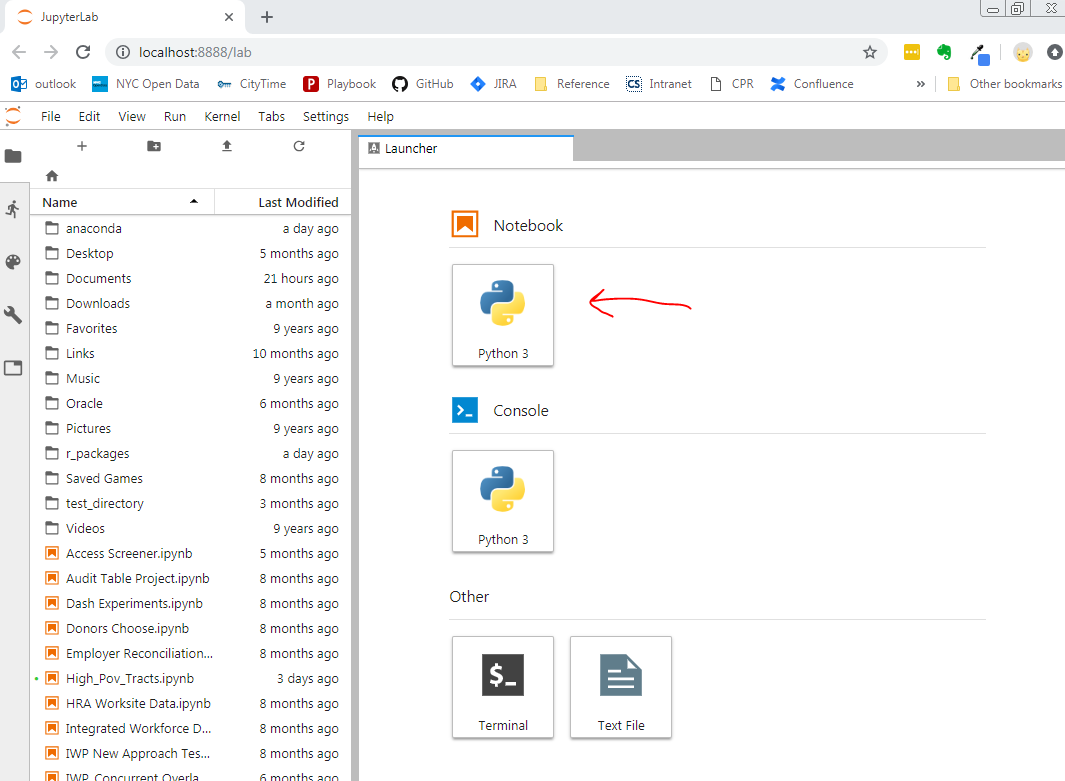 JupyterLab
localhost:8888/lab
outlook NYC Open Data CityTime Playbook GitHub JIRA Reference CS Intranet CPR Confluence » Other bookmarks
File Edit View Run Kernel Tabs Settings Help
Launcher
Name Last Modified
anaconda a day ago
Desktop 5 months ago
Documents 21 hours ago
Downloads a month ago
Favorites 9 years ago
Links 10 months ago
Music 9 years ago
Oracle 6 months ago
Pictures 9 years ago
r_packages a day ago
Saved Games 8 months ago
test_directory 3 months ago
Videos 9 years ago
Access Screener.ipynb 5 months ago
Audit Table Project.ipynb 8 months ago
Dash Experiments.ipynb 8 months ago
Donors Choose.ipynb 8 months ago
Employer Reconciliation... 8 months ago
High_Pov_Tracts.ipynb 3 days ago
HRA Worksite Data.ipynb 8 months ago
Integrated Workforce D... 8 months ago
IWP New Approach Tes... 8 months ago
IWP_Concurrent Overla 6 months ago
Notebook
Python 3
Console
Python 3
Other
$_
Terminal Text File